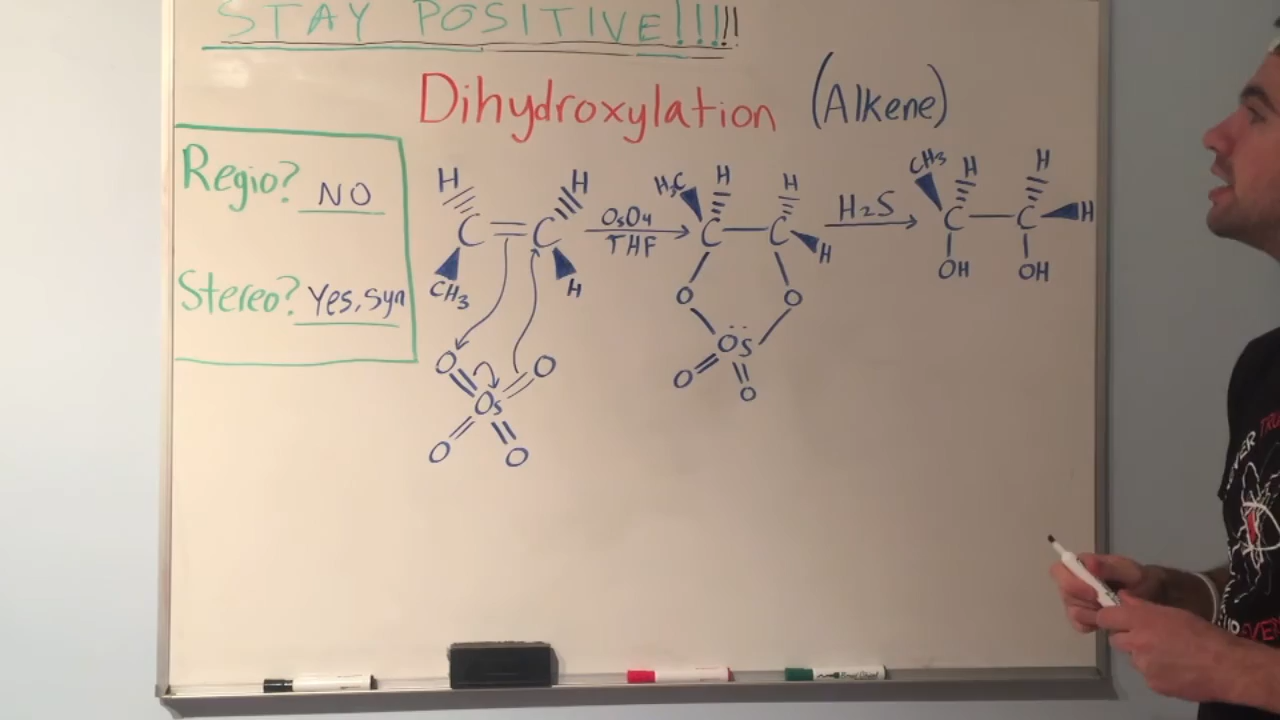 STAY POSITIVE!!!!!
Dihydroxylation (Alkene)
Regio? NO
Stereo? Yes, syn
H H
C=C
CH3 H
O O
Os
O O
OsO4
THF
H3C H H
C—C
H
O O
Os
O O
H2S
CH3 H H
C—C H
OH OH